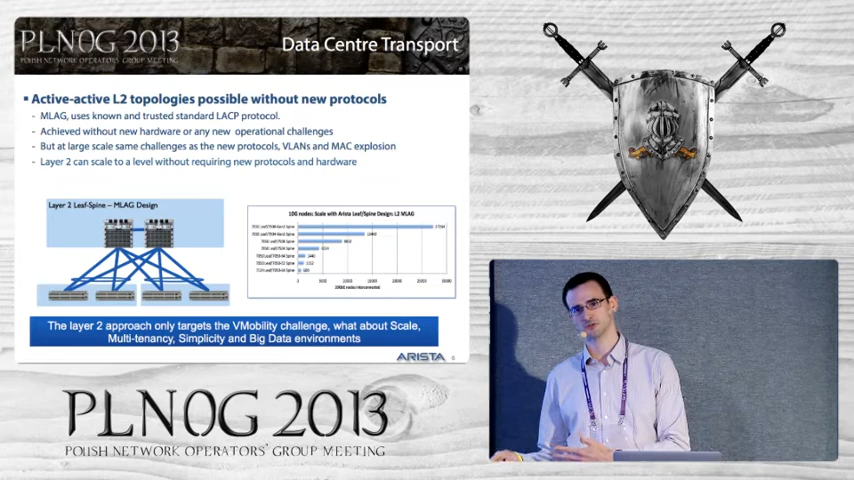 PLNOG 2013
POLISH NETWORK OPERATORS GROUP MEETING
Data Centre Transport
Active-active L2 topologies possible without new protocols
- MLAG, uses known and trusted standard LACP protocol.
- Achieved without new hardware or any new operational challenges
- But at large scale same challenges as the new protocols, VLANs and MAC explosion
- Layer 2 can scale to a level without requiring new protocols and hardware
Layer 2 Leaf-Spine – MLAG Design
10G nodes: Scale with Arista Leaf/Spine Design: L2 MLAG
The layer 2 approach only targets the VMobility challenge, what about Scale,
Multi-tenancy, Simplicity and Big Data environments
ARISTA 6
PLNOG 2013
POLISH NETWORK OPERATORS' GROUP MEETING